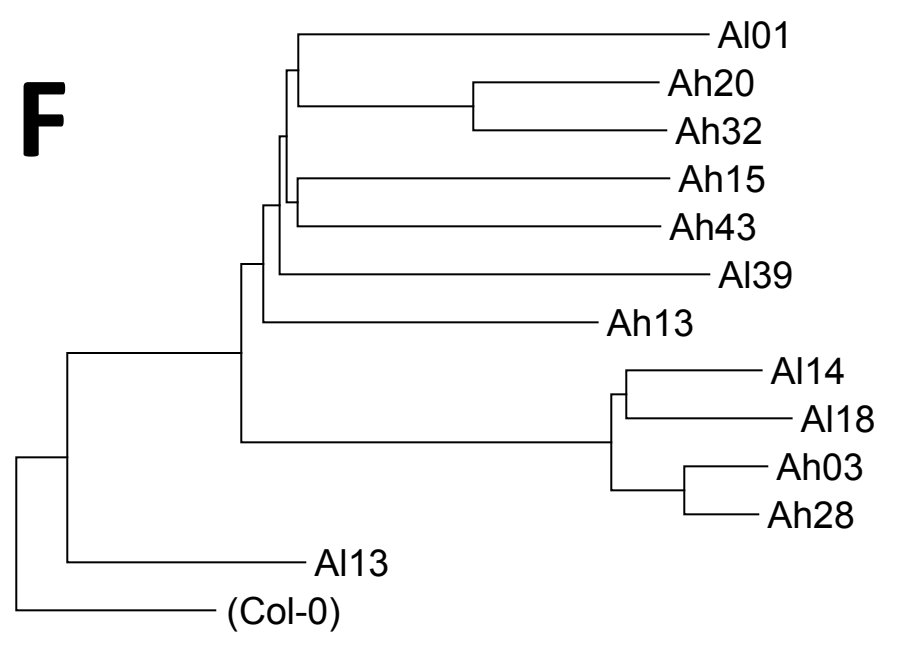 F
Al01
Ah20
Ah32
Ah15
Ah43
Al39
Ah13
Al14
Al18
Ah03
Ah28
Al13
(Col-0)